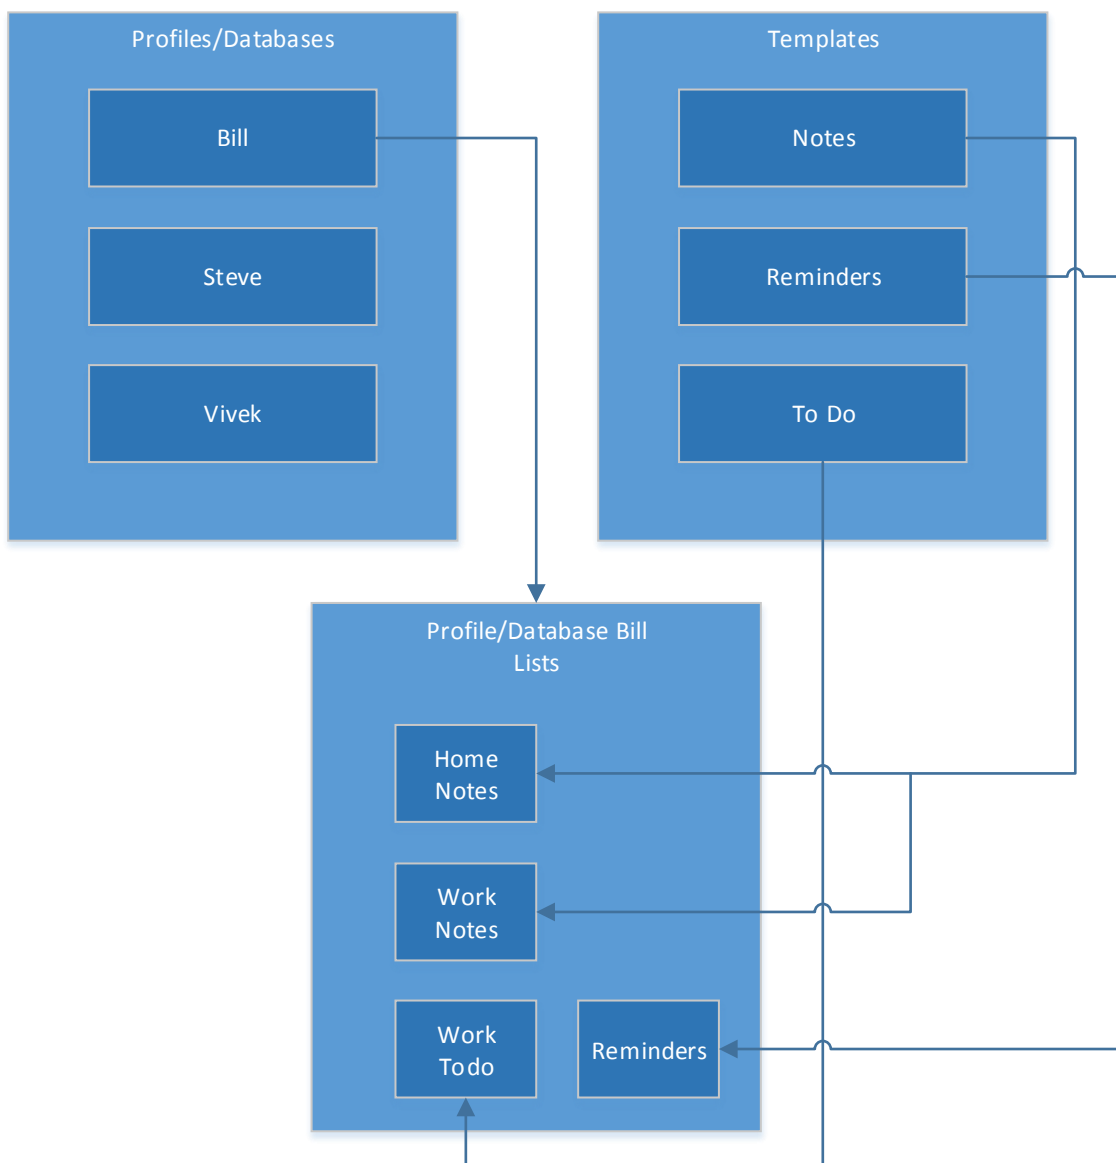 Profiles/Databases
Bill
Steve
Vivek
Templates
Notes
Reminders
To Do
Profile/Database Bill
Lists
Home
Notes
Work
Notes
Work
Todo
Reminders